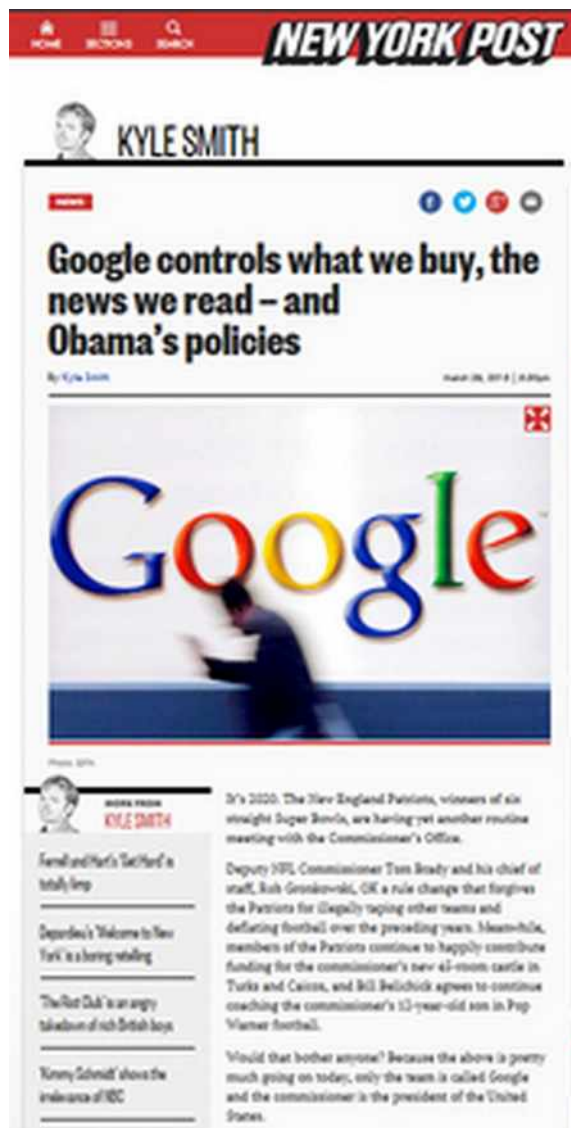 HOME SECTIONS SEARCH
NEW YORK POST
KYLE SMITH
NEWS
Google controls what we buy, the
news we read – and
Obama's policies
By Kyle Smith
Google
MORE FROM
KYLE SMITH
Ferrell and Hart's 'Get Hard' is
totally limp
Depardieu's 'Welcome to New
York' is a boring retelling
'The Riot Club' is an angry
takedown of rich British boys
'Kimmy Schmidt' shows the
irrelevance of NBC
It's 2020. The New England Patriots, winners of six
straight Super Bowls, are having yet another routine
meeting with the Commissioner's Office.
Deputy NFL Commissioner Tom Brady and his chief of
staff, Rob Gronkowski, OK a rule change that forgives
the Patriots for illegally taping other teams and
deflating football over the preceding years. Meanwhile,
members of the Patriots continue to happily contribute
funding for the commissioner's new 45-room castle in
Turks and Caicos, and Bill Belichick agrees to continue
coaching the commissioner's 12-year-old son in Pop
Warner football.
Would that bother anyone? Because the above is pretty
much going on today, only the team is called Google
and the commissioner is the president of the United
States.